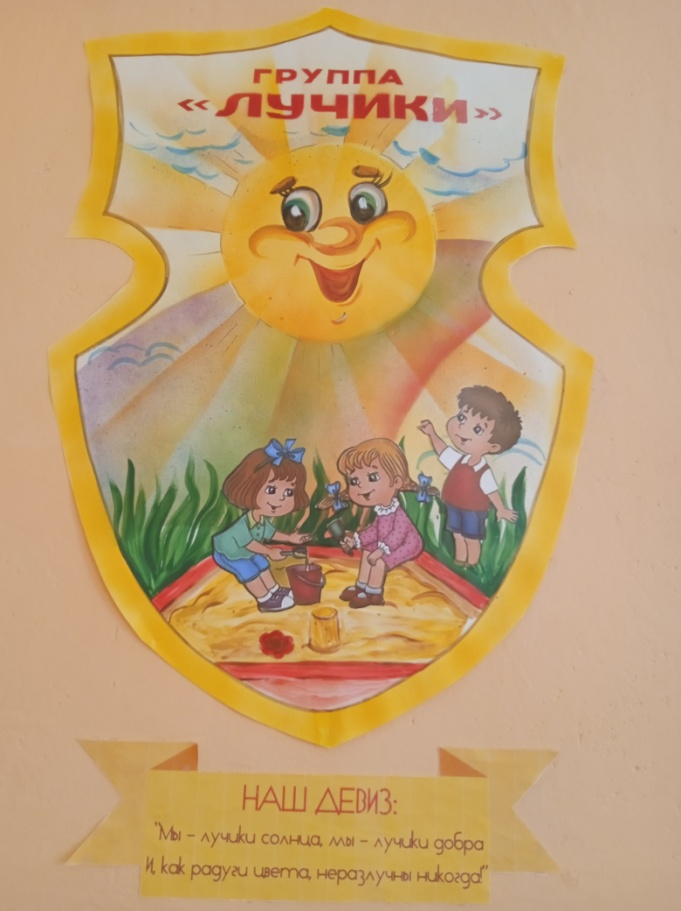 ГРУППА
«ЛУЧИКИ»
НАШ ДЕВИЗ:
"Мы - лучики солнца, мы - лучики добра
И, как радуги цвета, неразлучны никогда!"